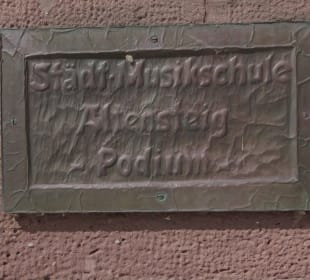 Städt. Musikschule
Altensteig
- Podium -